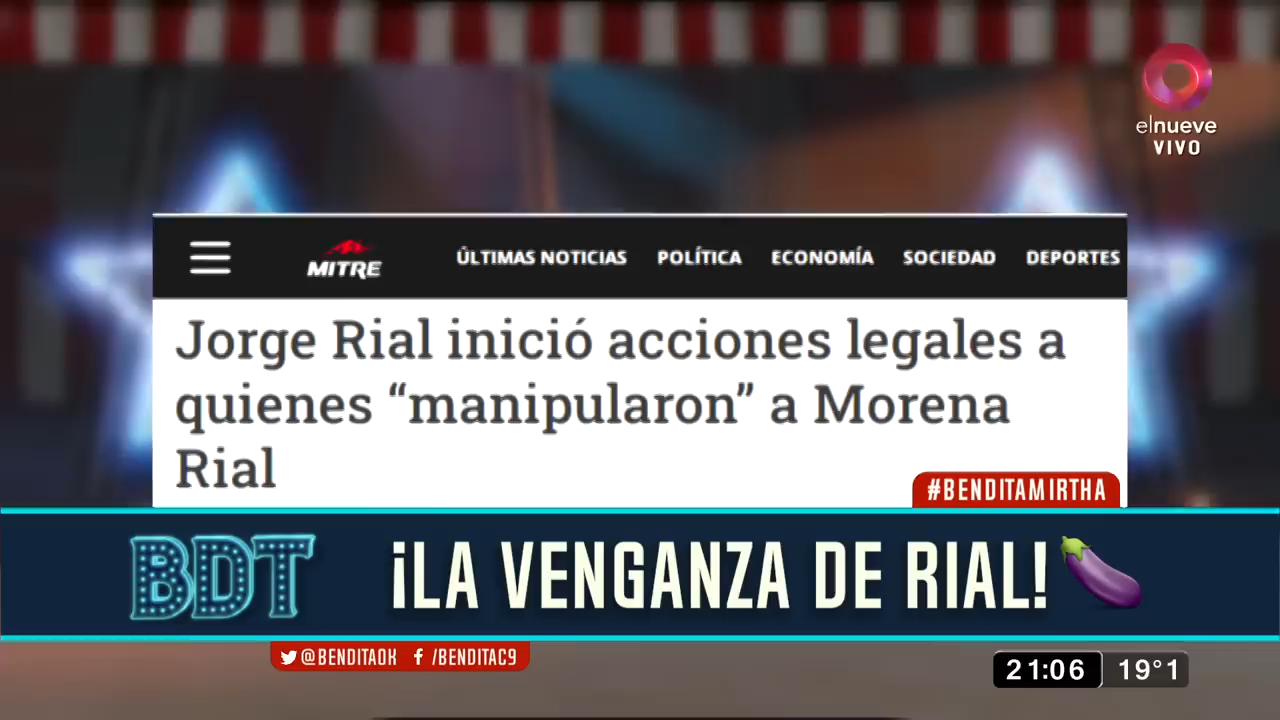 elnueve
VIVO
MITRE
ÚLTIMAS NOTICIAS
POLÍTICA
ECONOMÍA
SOCIEDAD
DEPORTES
Jorge Rial inició acciones legales a
quienes “manipularon” a Morena
Rial
#BENDITAMIRTHA
BDT
¡LA VENGANZA DE RIAL!🍆
@BENDITAOK
/BENDITAC9
21:06
19°1